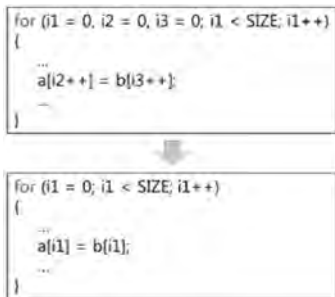 for (i1 = 0, i2 = 0, i3 = 0; i1 < SIZE; i1++)
{
...
a[i2++] = b[i3++];
...
}
for (i1 = 0; i1 < SIZE; i1++)
{
...
a[i1] = b[i1];
...
}